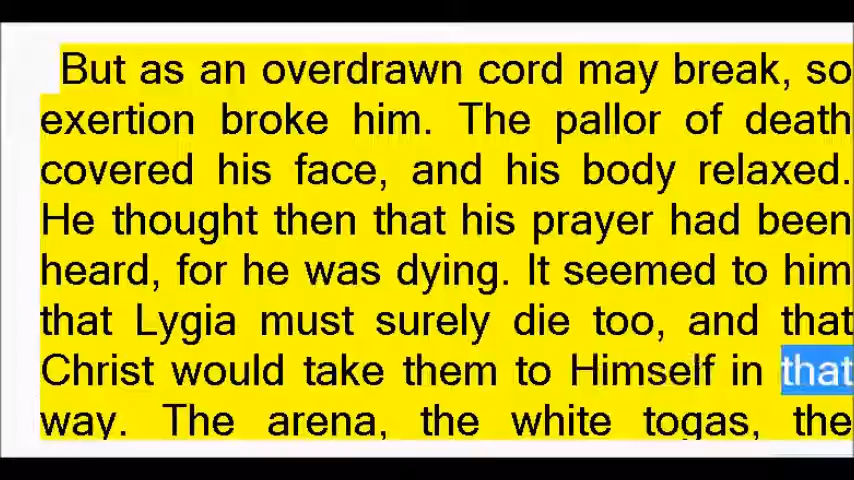 But as an overdrawn cord may break, so
exertion broke him. The pallor of death
covered his face, and his body relaxed.
He thought then that his prayer had been
heard, for he was dying. It seemed to him
that Lygia must surely die too, and that
Christ would take them to Himself in that
way. The arena, the white togas, the